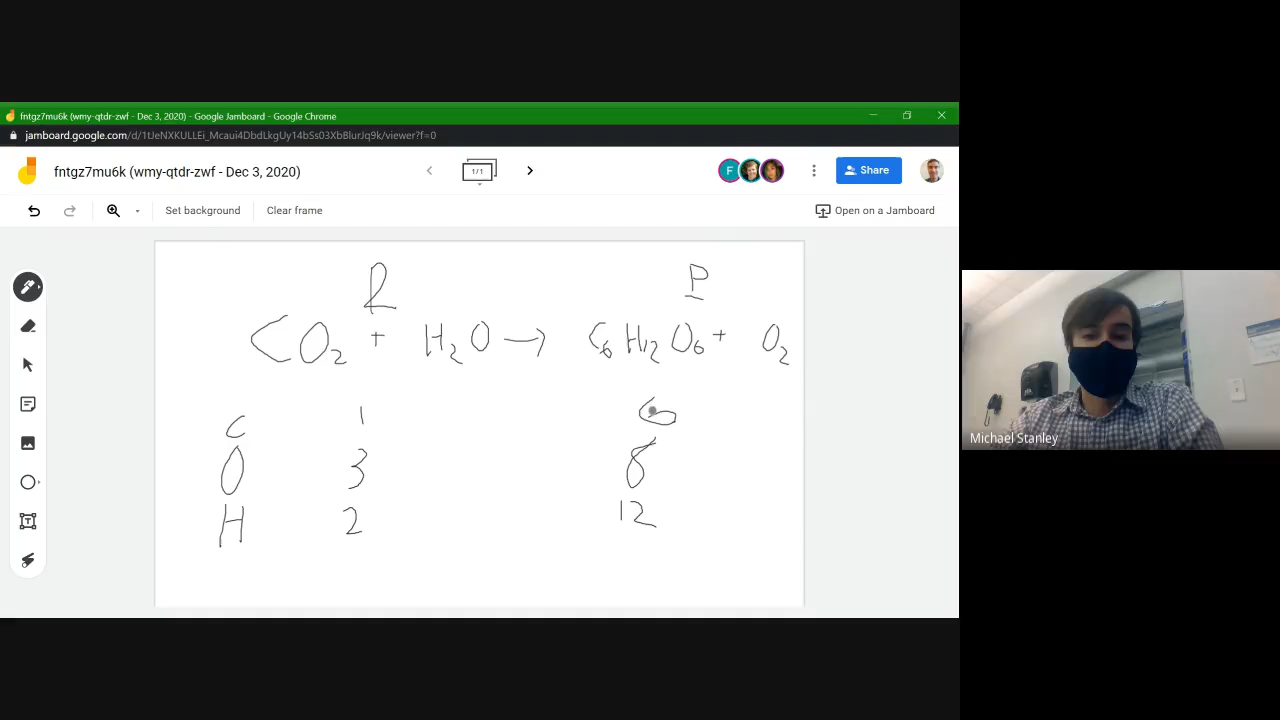 fntgz7mu6k (wmy-qtdr-zwf - Dec 3, 2020) - Google Jamboard - Google Chrome
jamboard.google.com/d/1tJeNXKULLEi_Mcaui4DbdLkgUy14bSs03XbBlurJq9k/viewer?f=0
fntgz7mu6k (wmy-qtdr-zwf - Dec 3, 2020)
1/1
F
Share
Set background
Clear frame
Open on a Jamboard
R P
CO2 + H2O → C6H12O6 + O2
C 1 6
O 3 8
H 2 12
Michael Stanley